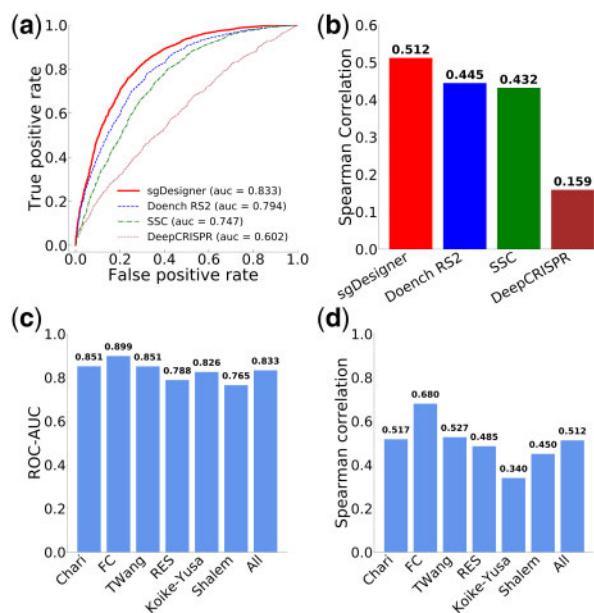 (a)
True positive rate
1.0
0.8
0.6
0.4
0.2
0.0
sgDesigner (auc = 0.833)
Doench RS2 (auc = 0.794)
SSC (auc = 0.747)
DeepCRISPR (auc = 0.602)
0.0 0.2 0.4 0.6 0.8 1.0
False positive rate
(b)
Spearman Correlation
0.6
0.5
0.4
0.3
0.2
0.1
0.0
0.512
0.445
0.432
0.159
sgDesigner
Doench RS2
SSC
DeepCRISPR
(c)
ROC-AUC
1.0
0.8
0.6
0.4
0.2
0.0
0.851
0.899
0.851
0.788
0.826
0.765
0.833
Chari
FC
TWang
RES
Koike-Yusa
Shalem
All
(d)
Spearman correlation
1.0
0.8
0.6
0.4
0.2
0.0
0.517
0.680
0.527
0.485
0.340
0.450
0.512
Chari
FC
TWang
RES
Koike-Yusa
Shalem
All